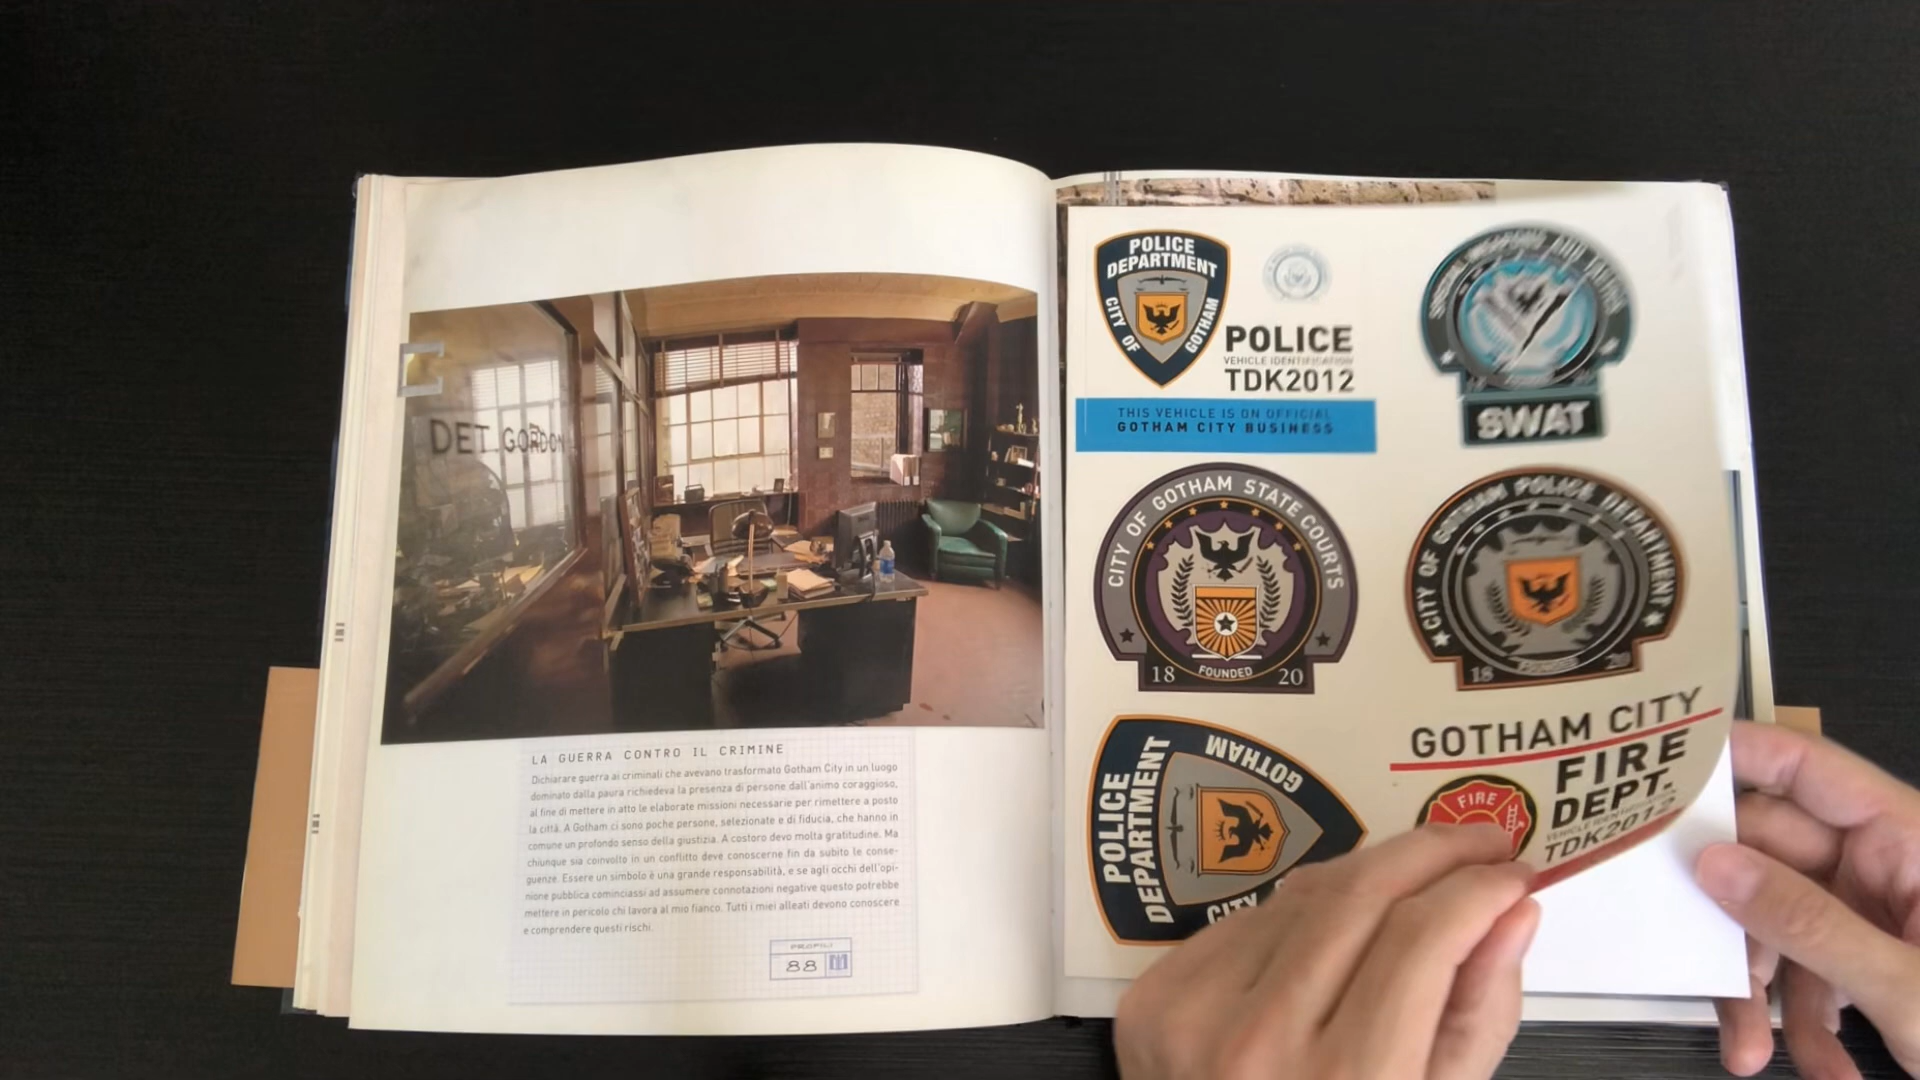 DET. GORDON
LA GUERRA CONTRO IL CRIMINE
Dichiarare guerra ai criminali che avevano trasformato Gotham City in un luogo
dominato dalla paura richiedeva la presenza di persone dall'animo coraggioso,
al fine di mettere in atto le elaborate missioni necessarie per rimettere a posto
la città. A Gotham ci sono poche persone, selezionate e di fiducia, che hanno in
comune un profondo senso della giustizia. A costoro devo molta gratitudine. Ma
chiunque sia coinvolto in un conflitto deve conoscerne fin da subito le conse-
guenze. Essere un simbolo è una grande responsabilità, e se agli occhi dell'opi-
nione pubblica cominciassi ad assumere connotazioni negative questo potrebbe
mettere in pericolo chi lavora al mio fianco. Tutti i miei alleati devono conoscere
e comprendere questi rischi.
PROFILI
88
POLICE
DEPARTMENT
CITY OF GOTHAM
POLICE
VEHICLE IDENTIFICATION
TDK2012
THIS VEHICLE IS ON OFFICIAL
GOTHAM CITY BUSINESS
WEAPONS AND
SWAT
CITY OF GOTHAM STATE COURTS
18 FOUNDED 20
CITY OF GOTHAM POLICE DEPARTMENT
18 20
POLICE
DEPARTMENT
GOTHAM
CITY
GOTHAM CITY
FIRE
DEPT.
VEHICLE IDENTIFICATION
TDK2012
FIRE